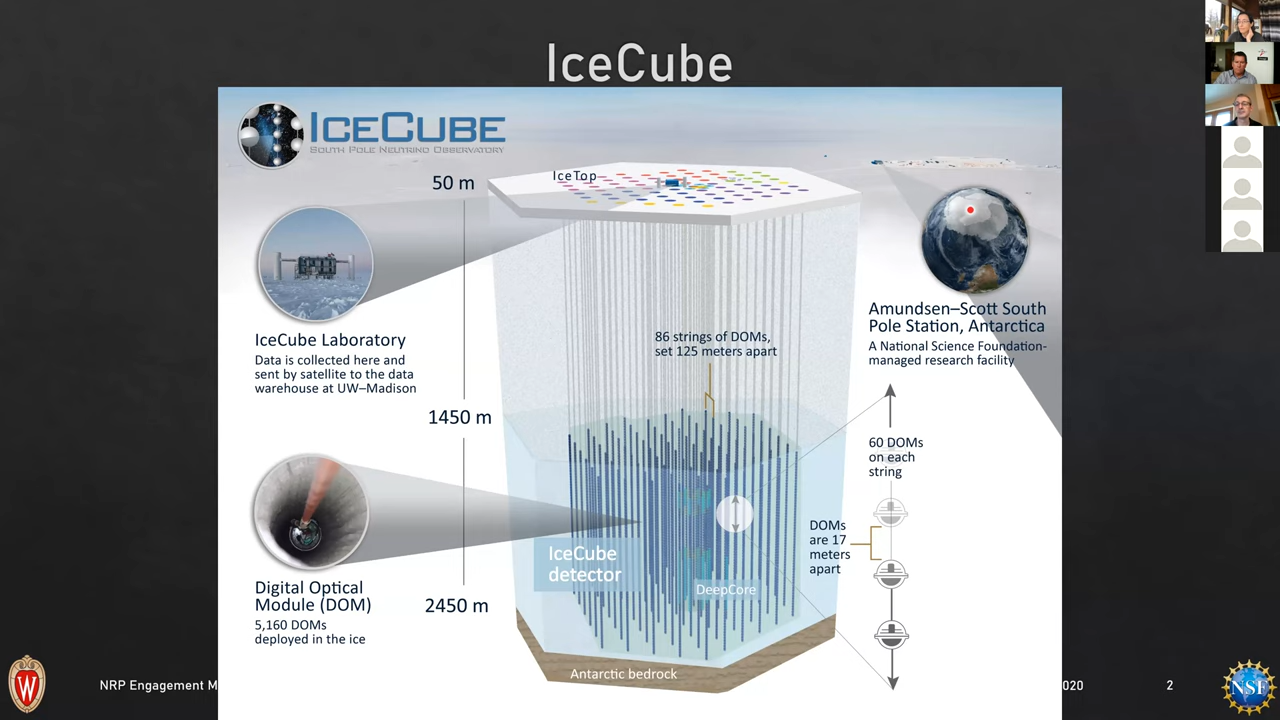 IceCube
ICECUBE
SOUTH POLE NEUTRINO OBSERVATORY
50 m
IceTop
IceCube Laboratory
Data is collected here and
sent by satellite to the data
warehouse at UW–Madison
Amundsen–Scott South
Pole Station, Antarctica
A National Science Foundation-
managed research facility
86 strings of DOMs,
set 125 meters apart
1450 m
60 DOMs
on each
string
DOMs
are 17
meters
apart
IceCube
detector
DeepCore
Digital Optical
Module (DOM)
5,160 DOMs
deployed in the ice
2450 m
Antarctic bedrock
W
NRP Engagement M
020
2
NSF